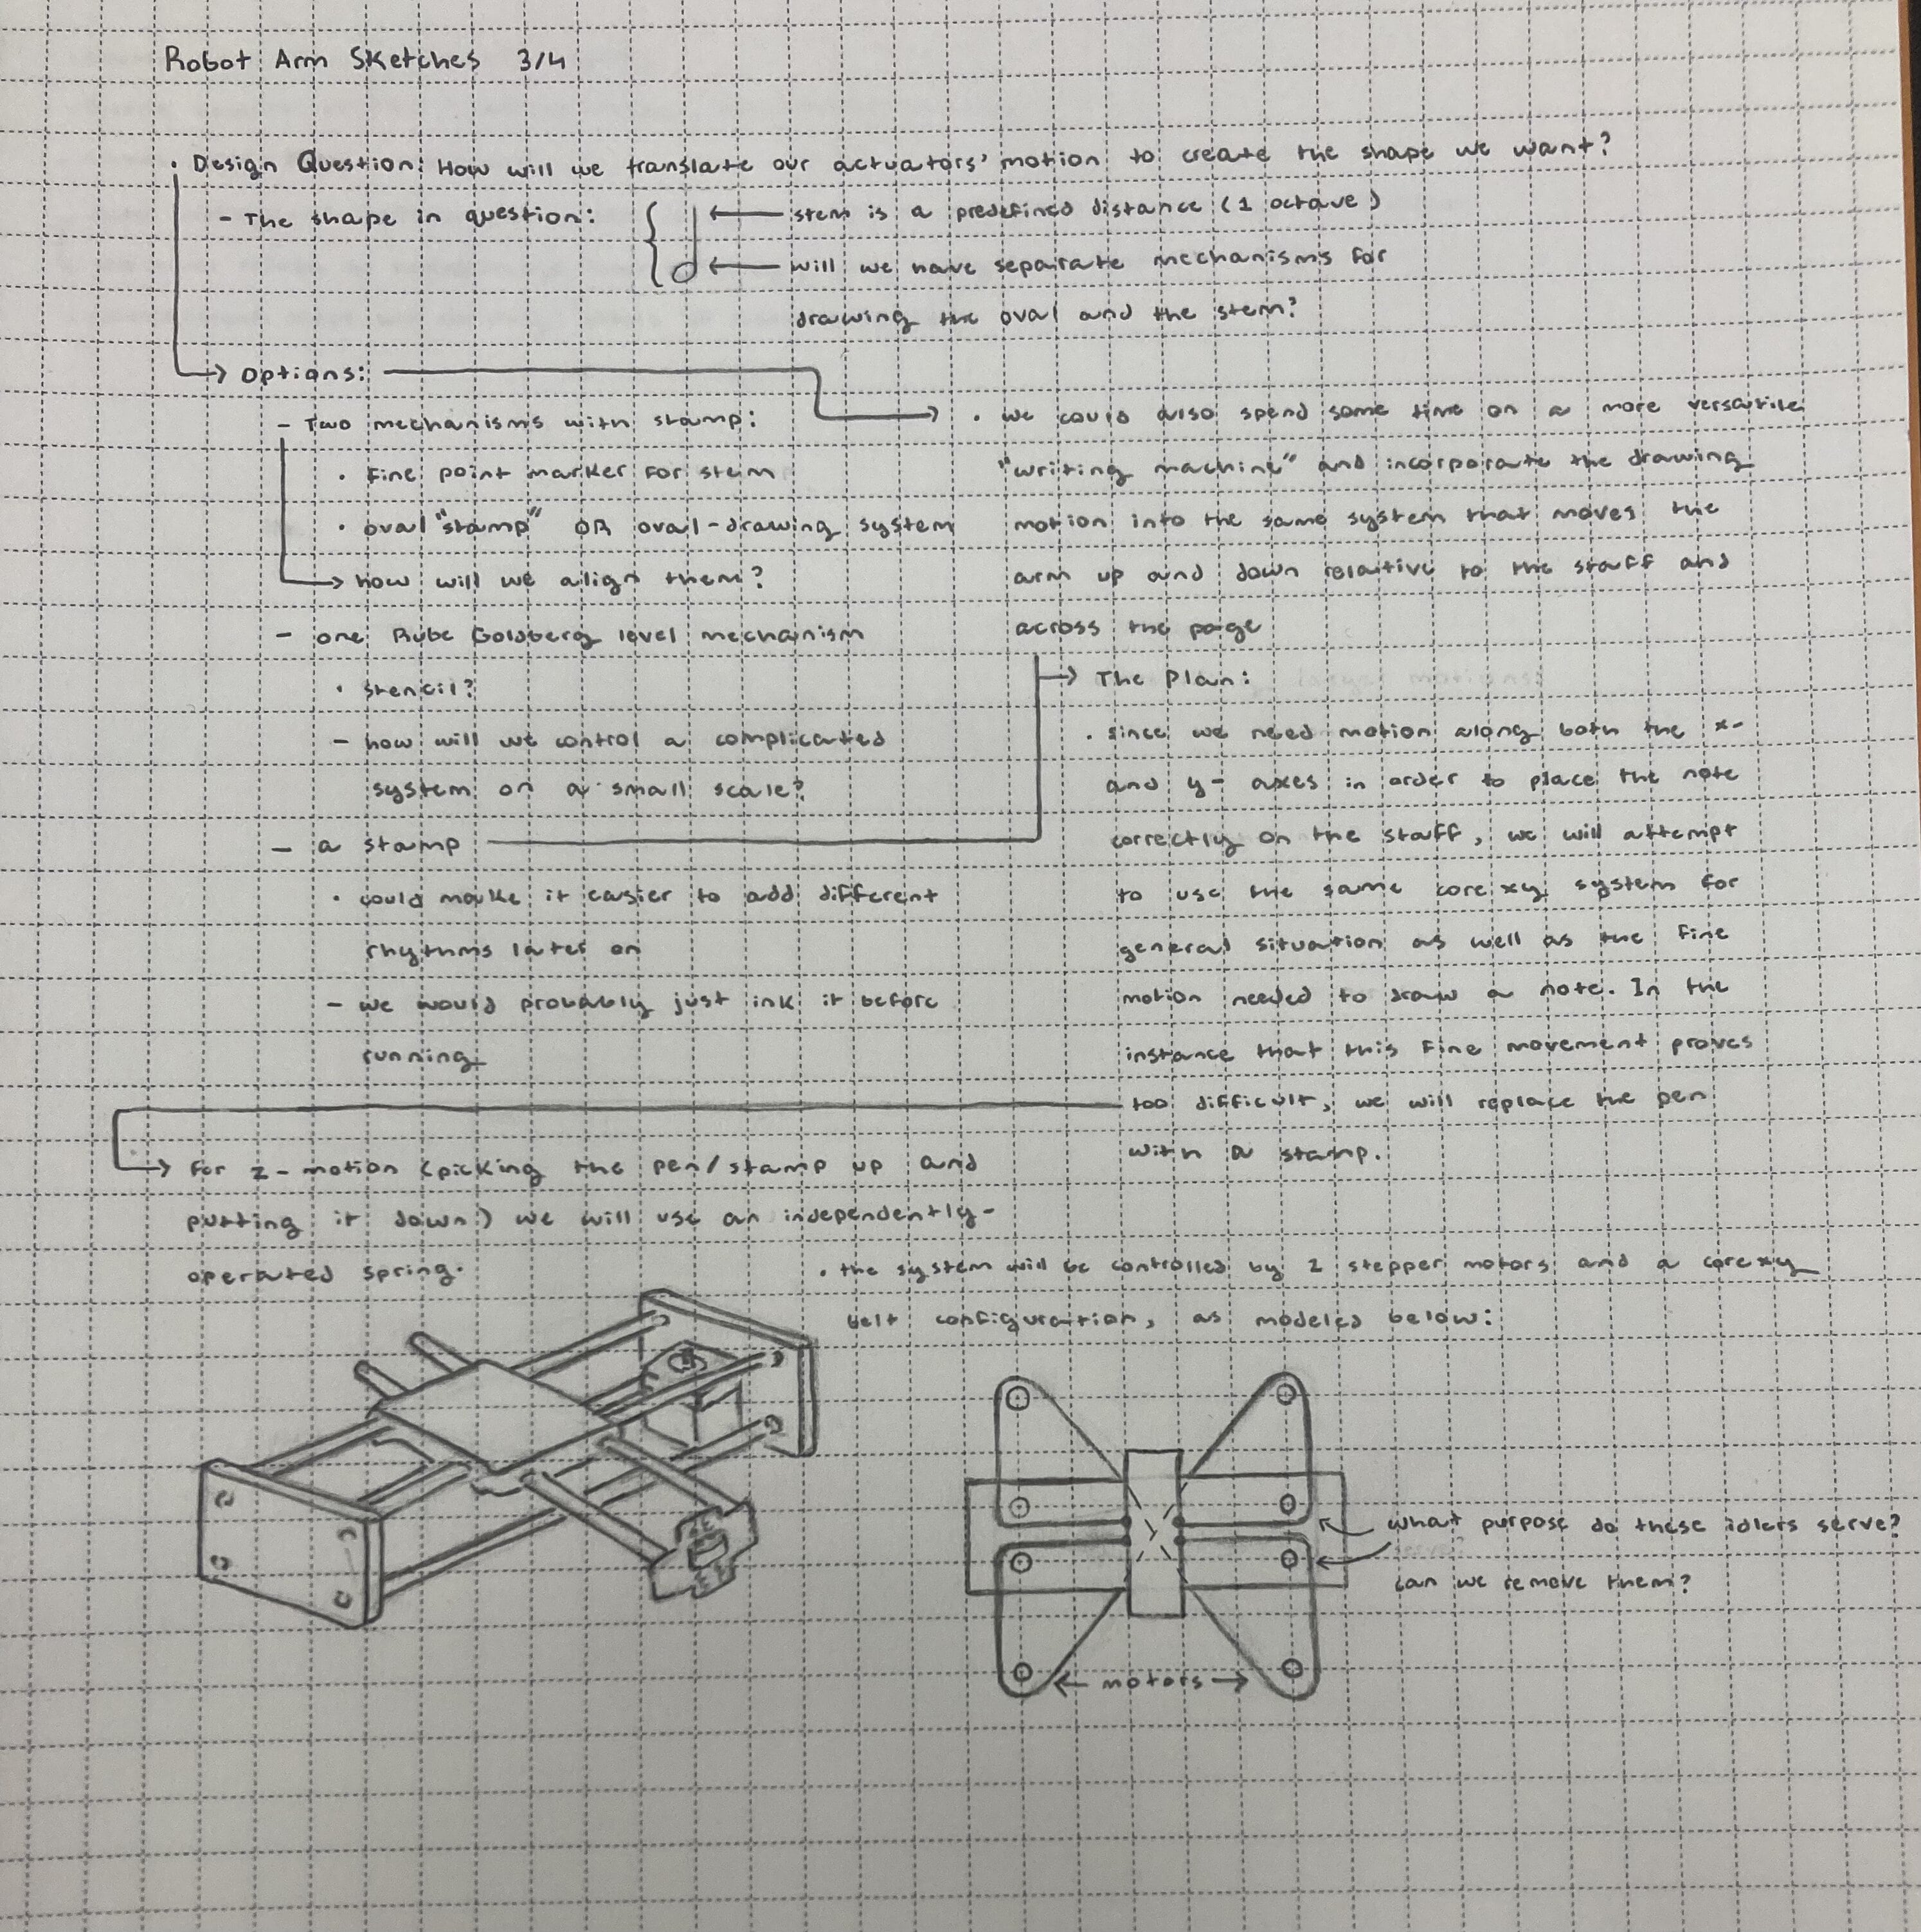 Robot Arm Sketches 3/4
• Design Question: How will we translate our actuators' motion to create the shape we want?
- The shape in question:
stem is a predefined distance (1 octave)
will we have separate mechanisms for
drawing the oval and the stem?
Options:
- Two mechanisms with stamp:
• fine point marker for stem
• oval "stamp" OR oval-drawing system
how will we align them?
- one Rube Goldberg level mechanism
• stencil?
- how will we control a complicated
system on a small scale?
- a stamp
• could make it easier to add different
rhythms later on
- we would probably just ink it before
running
• we could also spend some time on a more versatile
"writing machine" and incorporate the drawing
motion into the same system that moves the
arm up and down relative to the staff and
across the page
The Plan:
• since we need motion along both the x-
and y- axes in order to place the note
correctly on the staff, we will attempt
to use the same corexy system for
general situation as well as the fine
motion needed to draw a note. In the
instance that this fine movement proves
too difficult, we will replace the pen
with a stamp.
for z-motion (picking the pen/stamp up and
putting it down) we will use an independently-
operated spring.
• the system will be controlled by 2 stepper motors and a corexy
belt configuration, as modeled below:
What purpose do these idlers serve?
can we remove them?
motors